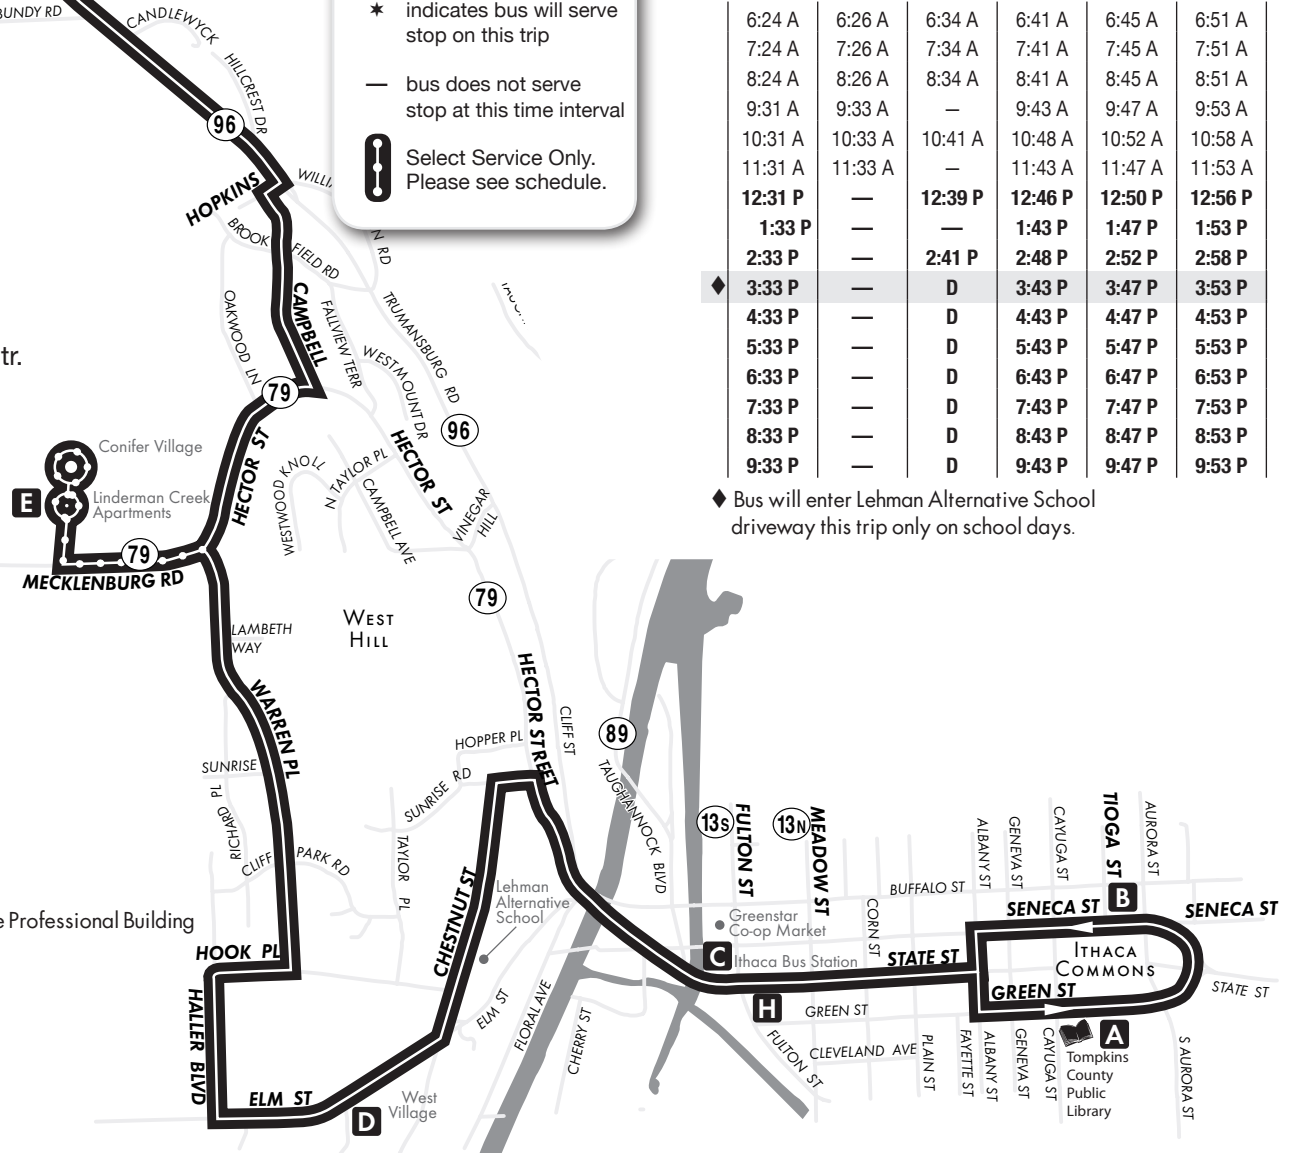 BUNDY RD
CANDLEWYCK
HILLCREST DR
96
HOPKINS
✶ indicates bus will serve
stop on this trip
— bus does not serve
stop at this time interval
Select Service Only.
Please see schedule.
6:24 A 6:26 A 6:34 A 6:41 A 6:45 A 6:51 A
7:24 A 7:26 A 7:34 A 7:41 A 7:45 A 7:51 A
8:24 A 8:26 A 8:34 A 8:41 A 8:45 A 8:51 A
9:31 A 9:33 A — 9:43 A 9:47 A 9:53 A
10:31 A 10:33 A 10:41 A 10:48 A 10:52 A 10:58 A
11:31 A 11:33 A — 11:43 A 11:47 A 11:53 A
12:31 P — 12:39 P 12:46 P 12:50 P 12:56 P
1:33 P — — 1:43 P 1:47 P 1:53 P
2:33 P — 2:41 P 2:48 P 2:52 P 2:58 P
♦ 3:33 P — D 3:43 P 3:47 P 3:53 P
4:33 P — D 4:43 P 4:47 P 4:53 P
5:33 P — D 5:43 P 5:47 P 5:53 P
6:33 P — D 6:43 P 6:47 P 6:53 P
7:33 P — D 7:43 P 7:47 P 7:53 P
8:33 P — D 8:43 P 8:47 P 8:53 P
9:33 P — D 9:43 P 9:47 P 9:53 P
♦ Bus will enter Lehman Alternative School
driveway this trip only on school days.
BROOK
FIELD RD
N RD
OAKWOOD LN
CAMPBELL
FALLVIEW TERR
TRUMANSBURG RD
WESTMOUNT DR
tr.
79
96
Conifer Village
E
Linderman Creek
Apartments
HECTOR ST
WESTWOOD KNOLL
N TAYLOR PL
CAMPBELL AVE
HECTOR ST
VINEGAR
HILL
79
MECKLENBURG RD
79
WEST
HILL
LAMBETH
WAY
WARREN PL
HECTOR STREET
CLIFF ST
89
TAUGHANNOCK BLVD
HOPPER PL
SUNRISE RD
SUNRISE
RICHARD PL
CLIFF PARK RD
TAYLOR PL
CHESTNUT ST
Lehman
Alternative
School
13S
FULTON ST
13N
MEADOW ST
BUFFALO ST
CORN ST
ALBANY ST
GENEVA ST
CAYUGA ST
TIOGA ST
AURORA ST
B
SENECA ST
SENECA ST
Greenstar
Co-op Market
C
Ithaca Bus Station
STATE ST
ITHACA
COMMONS
GREEN ST
STATE ST
H
GREEN ST
A
Tompkins
County
Public
Library
e Professional Building
HOOK PL
HALLER BLVD
ELM ST
D
West
Village
ELM ST
FLORAL AVE
CHERRY ST
FULTON ST
CLEVELAND AVE
PLAIN ST
FAYETTE ST
ALBANY ST
GENEVA ST
CAYUGA ST
S AURORA ST